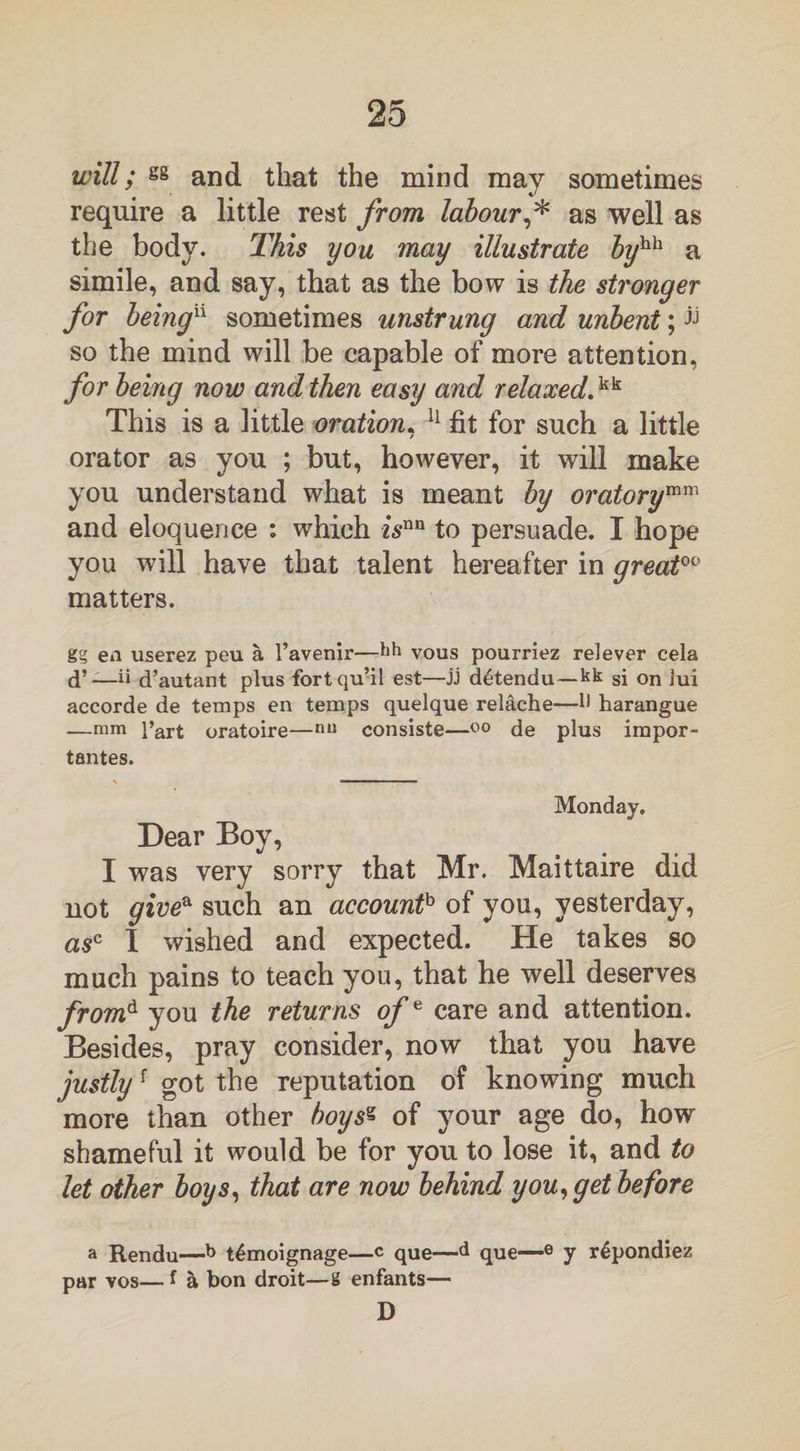 25
will; gg and that the mind may sometimes
require a little rest from labour,* as well as
the body. This you may illustrate byhh a
simile, and say, that as the bow is the stronger
for beingii sometimes unstrung and unbent; jj
so the mind will be capable of more attention,
for being now and then easy and relaxed.kk
This is a little oration, ll fit for such a little
orator as you ; but, however, it will make
you understand what is meant by oratorymm
and eloquence : which isnn to persuade. I hope
you will have that talent hereafter in greatoo
matters.
gg en userez peu à l'avenir—hh vous pourriez relever cela
d'—ii d'autant plus fort qu'il est—jj détendu—kk si on lui
accorde de temps en temps quelque relâche—ll harangue
—mm l'art oratoire—nn consiste—oo de plus impor-
tantes.
Monday.
Dear Boy,
I was very sorry that Mr. Maittaire did
not givea such an accountb of you, yesterday,
asc I wished and expected. He takes so
much pains to teach you, that he well deserves
fromd you the returns of e care and attention.
Besides, pray consider, now that you have
justly f got the reputation of knowing much
more than other boysg of your age do, how
shameful it would be for you to lose it, and to
let other boys, that are now behind you, get before
a Rendu—b témoignage—c que—d que—e y répondiez
par vos—f à bon droit—g enfants—
D